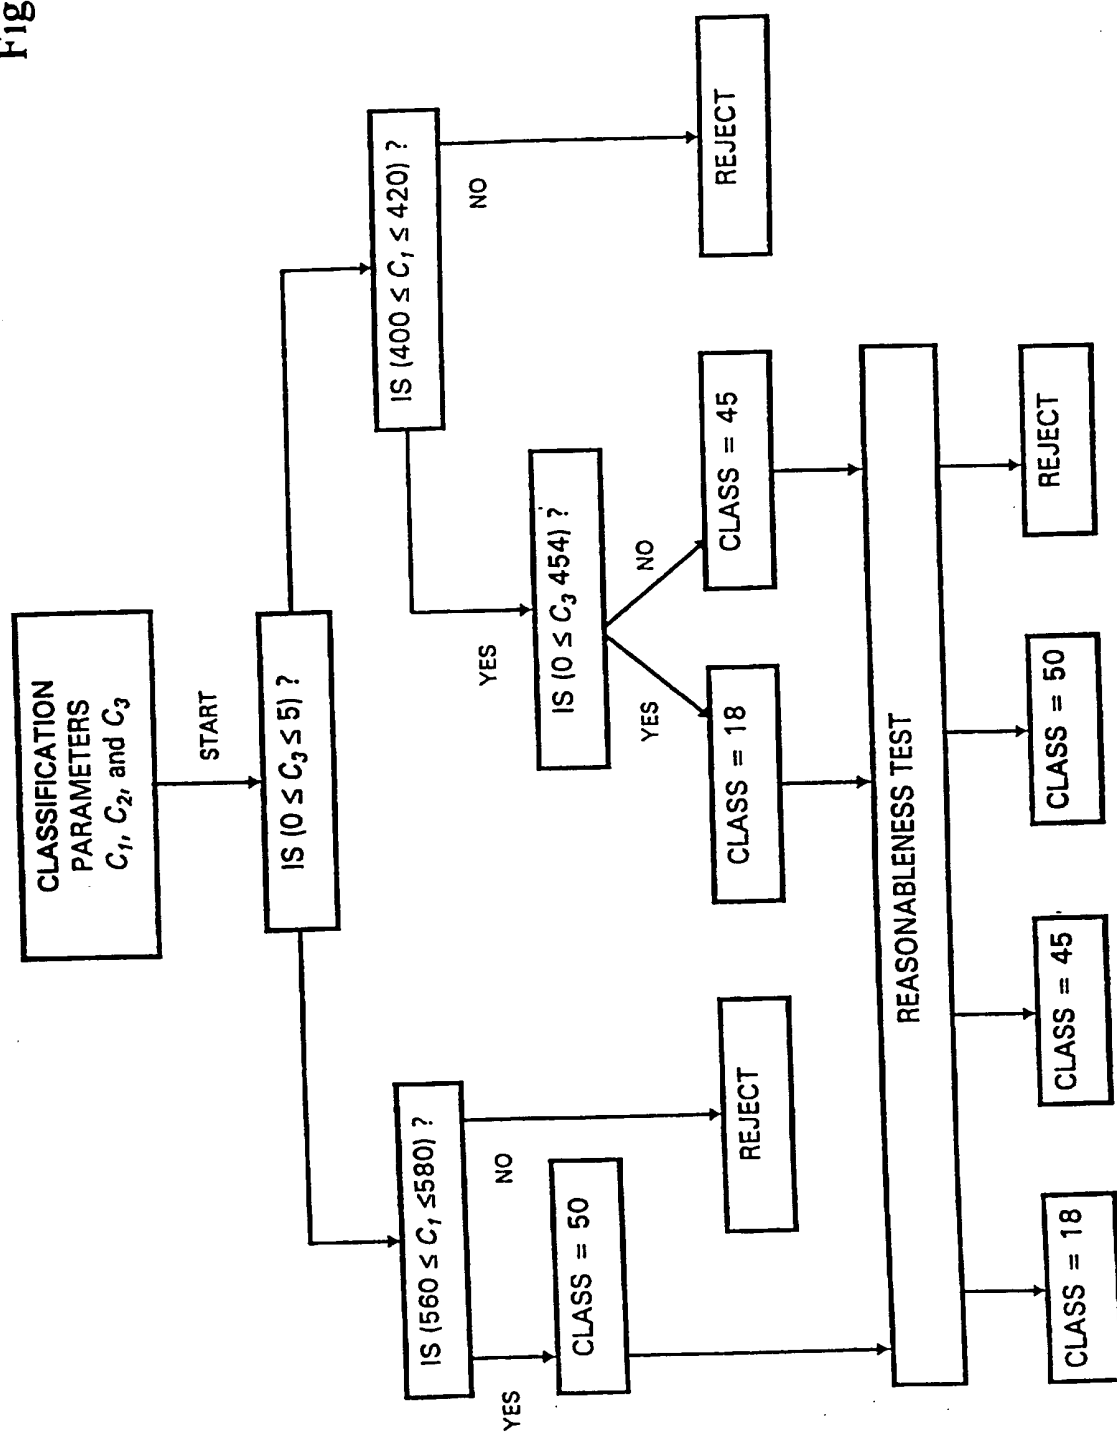 Fig
CLASSIFICATION
PARAMETERS
C1, C2, and C3
START
IS (0 ≤ C3 ≤ 5) ?
IS (560 ≤ C1 ≤580) ?
IS (400 ≤ C1 ≤ 420) ?
YES
NO
YES
NO
CLASS = 50
REJECT
IS (0 ≤ C3 454) ?
REJECT
YES
NO
CLASS = 18
CLASS = 45
REASONABLENESS TEST
CLASS = 18
CLASS = 45
CLASS = 50
REJECT